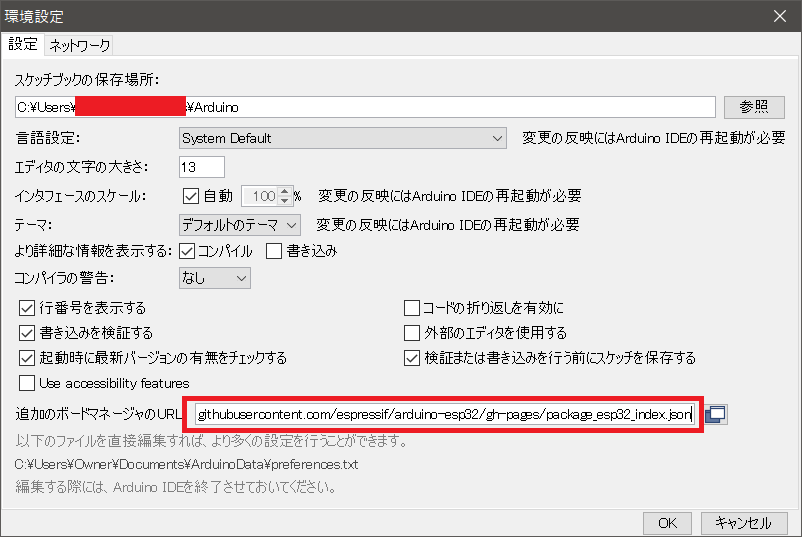 環境設定
設定 ネットワーク
スケッチブックの保存場所:
C:¥Users¥ s¥Arduino 参照
言語設定: System Default 変更の反映にはArduino IDEの再起動が必要
エディタの文字の大きさ: 13
インタフェースのスケール: 自動 100 % 変更の反映にはArduino IDEの再起動が必要
テーマ: デフォルトのテーマ 変更の反映にはArduino IDEの再起動が必要
より詳細な情報を表示する: コンパイル 書き込み
コンパイラの警告: なし
行番号を表示する コードの折り返しを有効に
書き込みを検証する 外部のエディタを使用する
起動時に最新バージョンの有無をチェックする 検証または書き込みを行う前にスケッチを保存する
Use accessibility features
追加のボードマネージャのURL: githubusercontent.com/espressif/arduino-esp32/gh-pages/package_esp32_index.json
以下のファイルを直接編集すれば、より多くの設定を行うことができます。
C:¥Users¥Owner¥Documents¥ArduinoData¥preferences.txt
編集する際には、Arduino IDEを終了させておいてください。
OK キャンセル